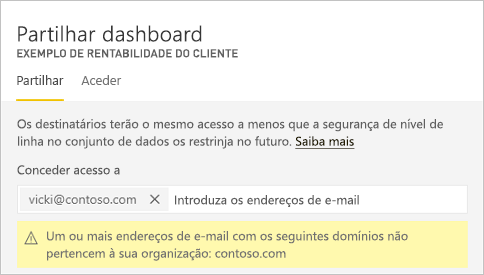 Partilhar dashboard
EXEMPLO DE RENTABILIDADE DO CLIENTE
Partilhar Aceder
Os destinatários terão o mesmo acesso a menos que a segurança de nível de
linha no conjunto de dados os restrinja no futuro. Saiba mais
Conceder acesso a
vicki@contoso.com Introduza os endereços de e-mail
Um ou mais endereços de e-mail com os seguintes domínios não
pertencem à sua organização: contoso.com